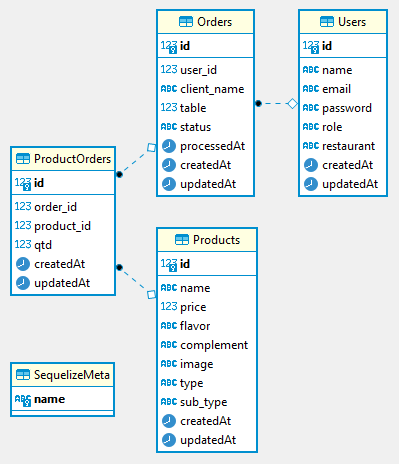 Orders
123 id
123 user_id
ABC client_name
123 table
ABC status
processedAt
createdAt
updatedAt
Users
123 id
ABC name
ABC email
ABC password
ABC role
ABC restaurant
createdAt
updatedAt
ProductOrders
123 id
123 order_id
123 product_id
123 qtd
createdAt
updatedAt
Products
ABC id
ABC name
123 price
ABC flavor
ABC complement
ABC image
ABC type
ABC sub_type
createdAt
updatedAt
SequelizeMeta
ABC name